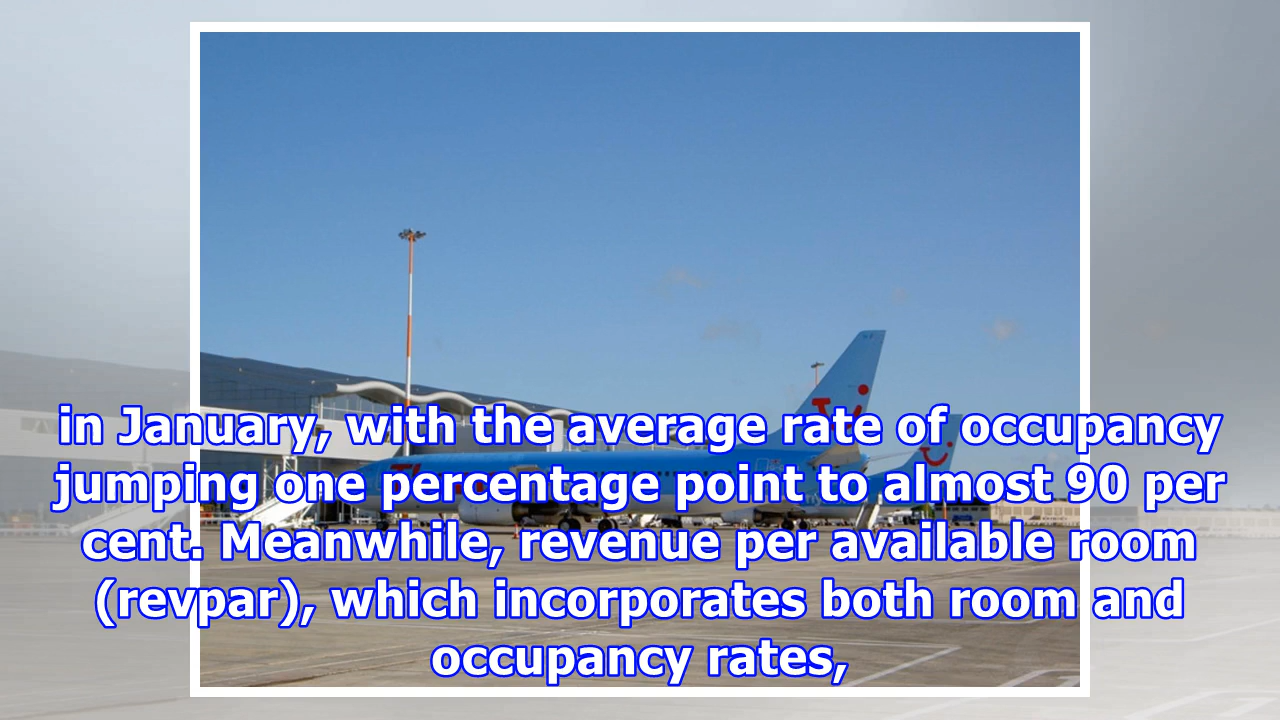 in January, with the average rate of occupancy
jumping one percentage point to almost 90 per
cent. Meanwhile, revenue per available room
(revpar), which incorporates both room and
occupancy rates,